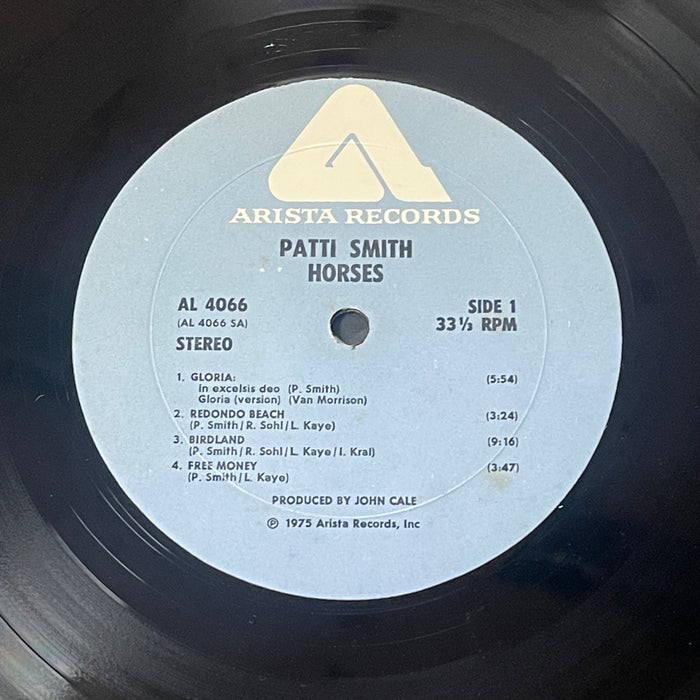 ARISTA RECORDS
PATTI SMITH
HORSES
AL 4066
(AL 4066 SA)
STEREO
SIDE 1
33 1/3 RPM
1. GLORIA: (5:54)
In excelsis deo (P. Smith)
Gloria (version) (Van Morrison)
2. REDONDO BEACH (3:24)
(P. Smith/R. Sohl/L. Kaye)
3. BIRDLAND (9:16)
(P. Smith/R. Sohl/L. Kaye/I. Kral)
4. FREE MONEY (3:47)
(P. Smith/L. Kaye)
PRODUCED BY JOHN CALE
℗ 1975 Arista Records, Inc